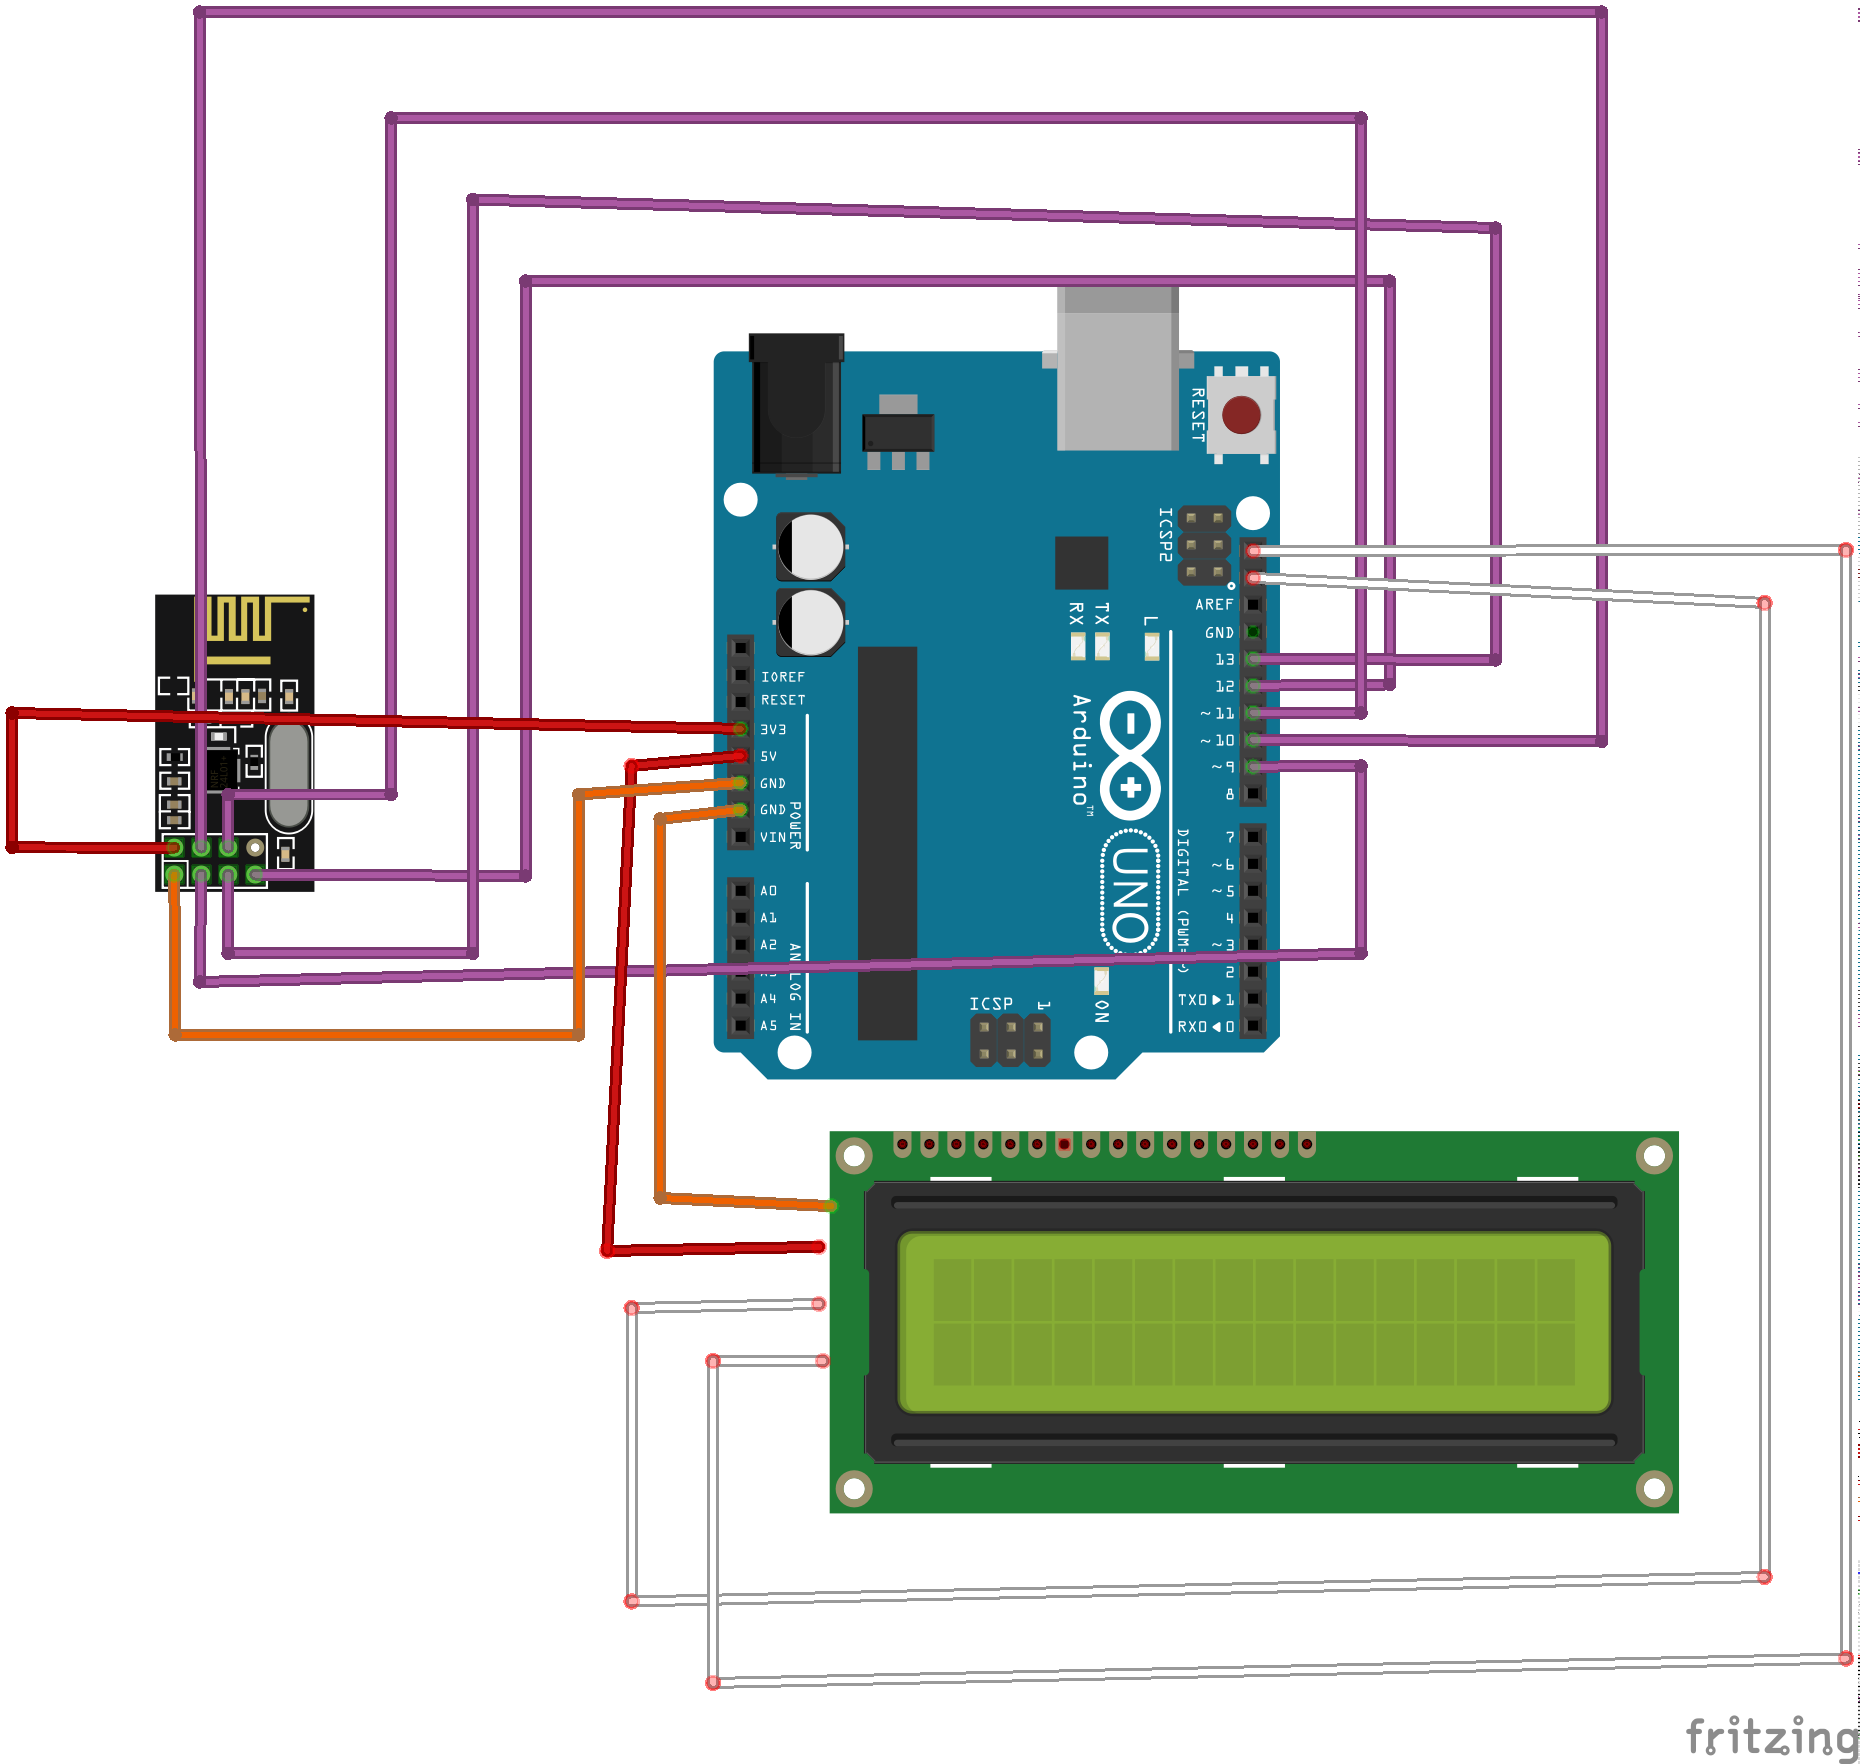 RESET
ICSP2
AREF
GND
13
12
~11
~10
~9
8
RX
TX
L
IOREF
RESET
3V3
5V
GND
GND
VIN
POWER
Arduino™
UNO
7
~6
~5
4
~3
2
TX0▶1
RX0◀0
DIGITAL (PWM=~)
A0
A1
A2
A3
A4
A5
ANALOG IN
ICSP
1
ON
fritzing